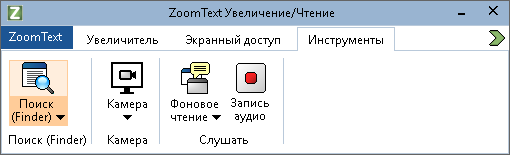 Z ZoomText Увеличение/Чтение
ZoomText Увеличитель Экранный доступ Инструменты
Поиск (Finder)
Камера
Фоновое чтение
Запись аудио
Поиск (Finder) Камера Слушать